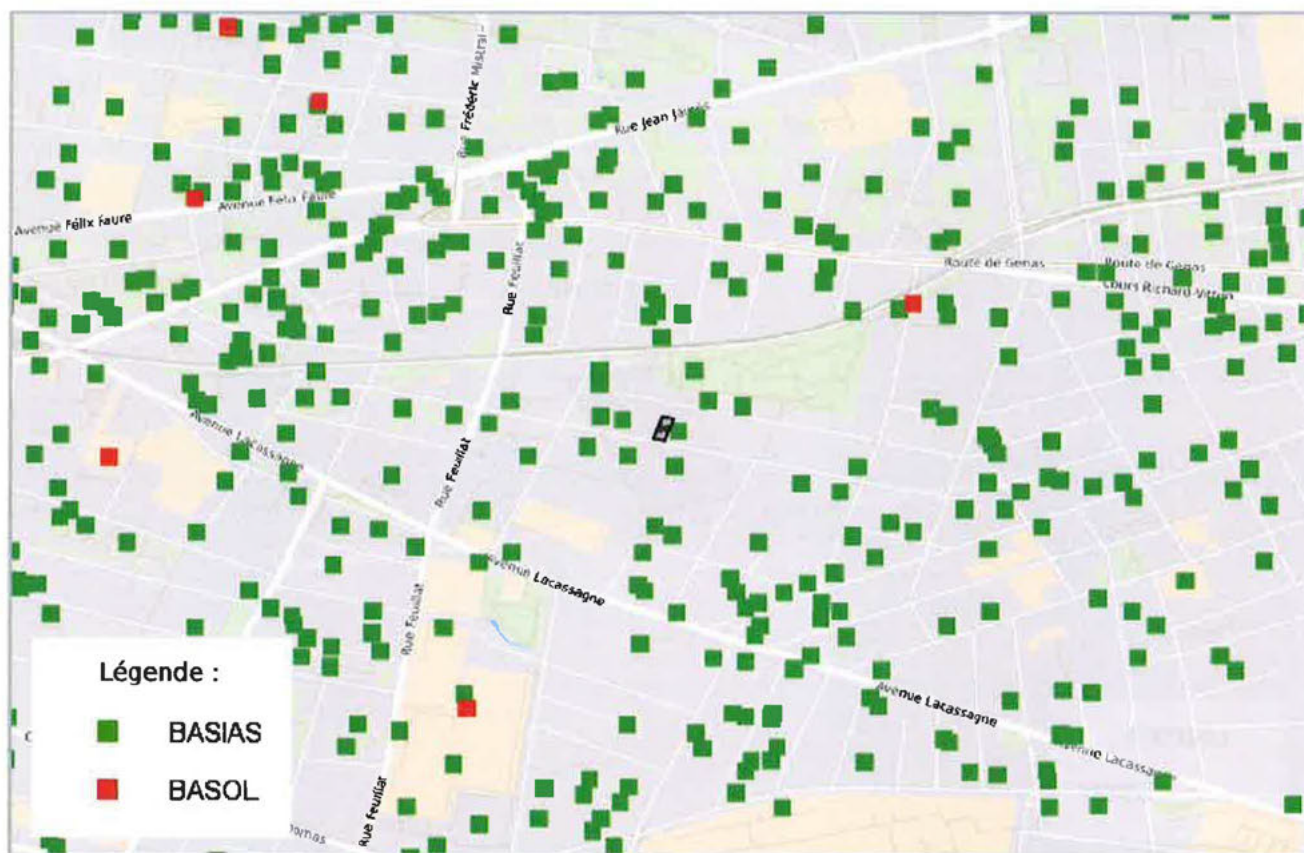 Rue Frédéric Mistral
Rue Jean Jaurès
Avenue Félix Faure
Avenue Félix Faure
Rue Feuillat
Route de Genas
Route de Genas
Cours Richard-Vitton
Avenue Lacassagne
Rue Feuillat
Avenue Lacassagne
Rue Feuillat
Avenue Lacassagne
Avenue Lacassagne
Rue Feuillat
Légende :
BASIAS
BASOL